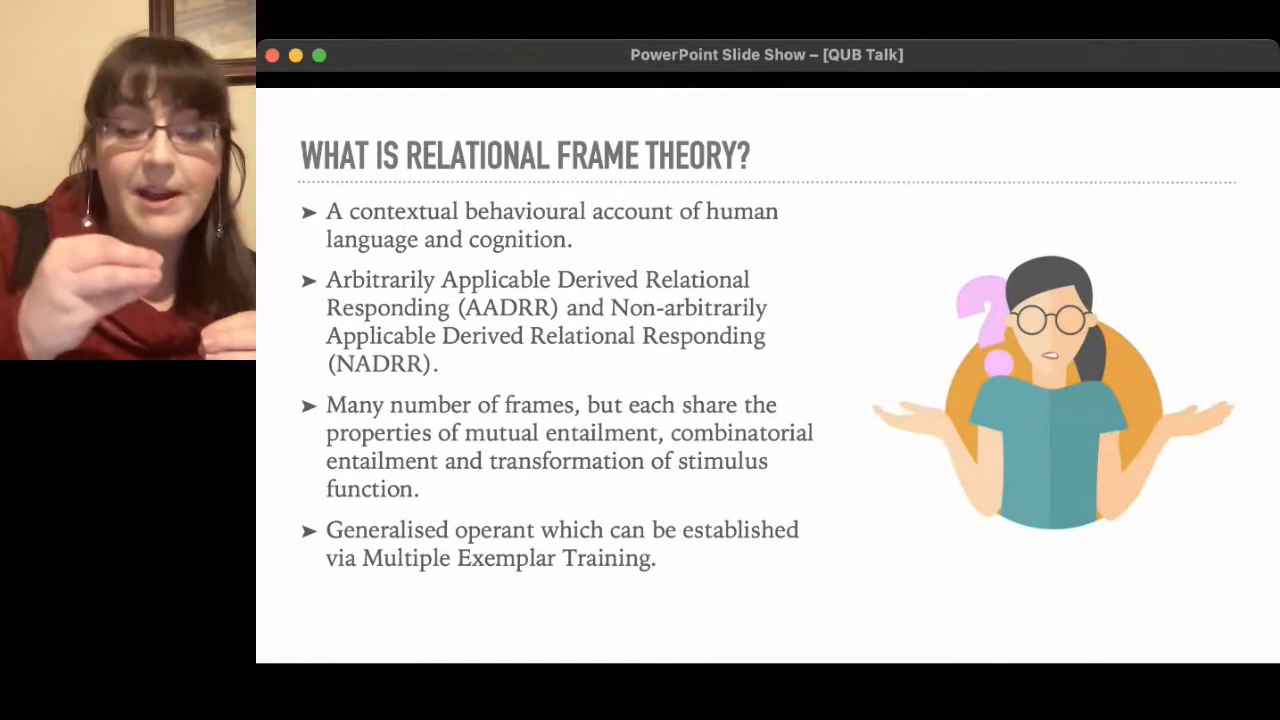 PowerPoint Slide Show – [QUB Talk]
WHAT IS RELATIONAL FRAME THEORY?
➤ A contextual behavioural account of human
language and cognition.
➤ Arbitrarily Applicable Derived Relational
Responding (AADRR) and Non-arbitrarily
Applicable Derived Relational Responding
(NADRR).
➤ Many number of frames, but each share the
properties of mutual entailment, combinatorial
entailment and transformation of stimulus
function.
➤ Generalised operant which can be established
via Multiple Exemplar Training.
?